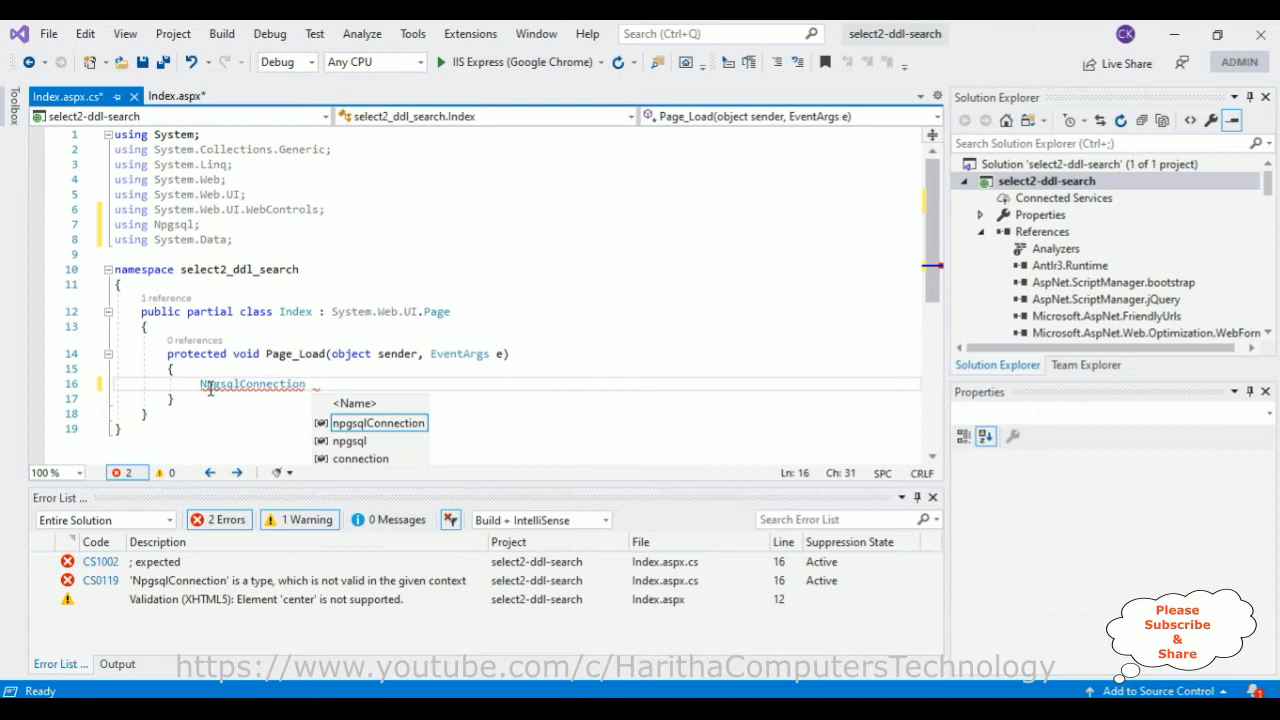 File Edit View Project Build Debug Test Analyze Tools Extensions Window Help Search (Ctrl+Q) select2-ddl-search CK
Debug Any CPU IIS Express (Google Chrome) Live Share ADMIN
Toolbox
Index.aspx.cs* Index.aspx*
select2-ddl-search select2_ddl_search.Index Page_Load(object sender, EventArgs e)
1 using System;
2 using System.Collections.Generic;
3 using System.Linq;
4 using System.Web;
5 using System.Web.UI;
6 using System.Web.UI.WebControls;
7 using Npgsql;
8 using System.Data;
9
10 namespace select2_ddl_search
11 {
1 reference
12 public partial class Index : System.Web.UI.Page
13 {
0 references
14 protected void Page_Load(object sender, EventArgs e)
15 {
16 NpgsqlConnection
17 }
18 }
19 }
<Name>
npgsqlConnection
npgsql
connection
100 % 2 0 Ln: 16 Ch: 31 SPC CRLF
Error List ...
Entire Solution 2 Errors 1 Warning 0 Messages Build + IntelliSense Search Error List
Code Description Project File Line Suppression State
CS1002 ; expected select2-ddl-search Index.aspx.cs 16 Active
CS0119 'NpgsqlConnection' is a type, which is not valid in the given context select2-ddl-search Index.aspx.cs 16 Active
Validation (XHTML5): Element 'center' is not supported. select2-ddl-search Index.aspx 12
Error List ... Output
Solution Explorer
Search Solution Explorer (Ctrl+;)
Solution 'select2-ddl-search' (1 of 1 project)
select2-ddl-search
Connected Services
Properties
References
Analyzers
Antlr3.Runtime
AspNet.ScriptManager.bootstrap
AspNet.ScriptManager.jQuery
Microsoft.AspNet.FriendlyUrls
Microsoft.AspNet.Web.Optimization.WebForn
Solution Explorer Team Explorer
Properties
Please
Subscribe
&
Share
https://www.youtube.com/c/HarithaComputersTechnology
Ready Add to Source Control 1